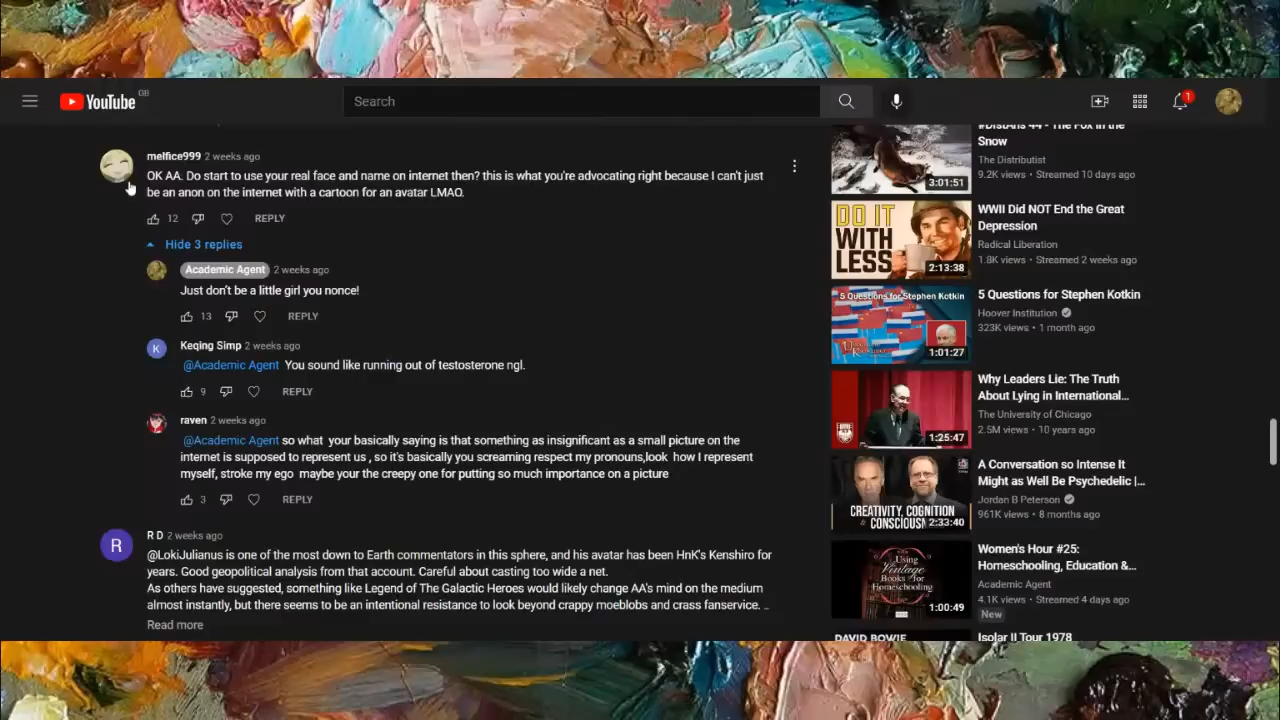 YouTube GB
Search
1
melfice999 2 weeks ago
OK AA. Do start to use your real face and name on internet then? this is what you're advocating right because I can't just
be an anon on the internet with a cartoon for an avatar LMAO.
12 REPLY
Hide 3 replies
Academic Agent 2 weeks ago
Just don't be a little girl you nonce!
13 REPLY
K
Keqing Simp 2 weeks ago
@Academic Agent You sound like running out of testosterone ngl.
9 REPLY
raven 2 weeks ago
@Academic Agent so what your basically saying is that something as insignificant as a small picture on the
internet is supposed to represent us , so it's basically you screaming respect my pronouns,look how I represent
myself, stroke my ego maybe your the creepy one for putting so much importance on a picture
3 REPLY
R
R D 2 weeks ago
@LokiJulianus is one of the most down to Earth commentators in this sphere, and his avatar has been HnK's Kenshiro for
years. Good geopolitical analysis from that account. Careful about casting too wide a net.
As others have suggested, something like Legend of The Galactic Heroes would likely change AA's mind on the medium
almost instantly, but there seems to be an intentional resistance to look beyond crappy moeblobs and crass fanservice. ..
Read more
#DistAns 44 - The Fox in the
Snow
The Distributist
9.2K views • Streamed 10 days ago
3:01:51
DO IT
WITH
LESS
2:13:38
WWII Did NOT End the Great
Depression
Radical Liberation
1.8K views • Streamed 2 weeks ago
5 Questions for Stephen Kotkin
1:01:27
5 Questions for Stephen Kotkin
Hoover Institution
323K views • 1 month ago
1:25:47
Why Leaders Lie: The Truth
About Lying in International...
The University of Chicago
2.5M views • 10 years ago
CREATIVITY, COGNITION
CONSCIOUSN
2:33:40
A Conversation so Intense It
Might as Well Be Psychedelic |...
Jordan B Peterson
961K views • 8 months ago
Using
Vintage
Books for
Homeschooling
1:00:49
Women's Hour #25:
Homeschooling, Education &...
Academic Agent
4.1K views • Streamed 4 days ago
New
DAVID BOWIE
Isolar II Tour 1978